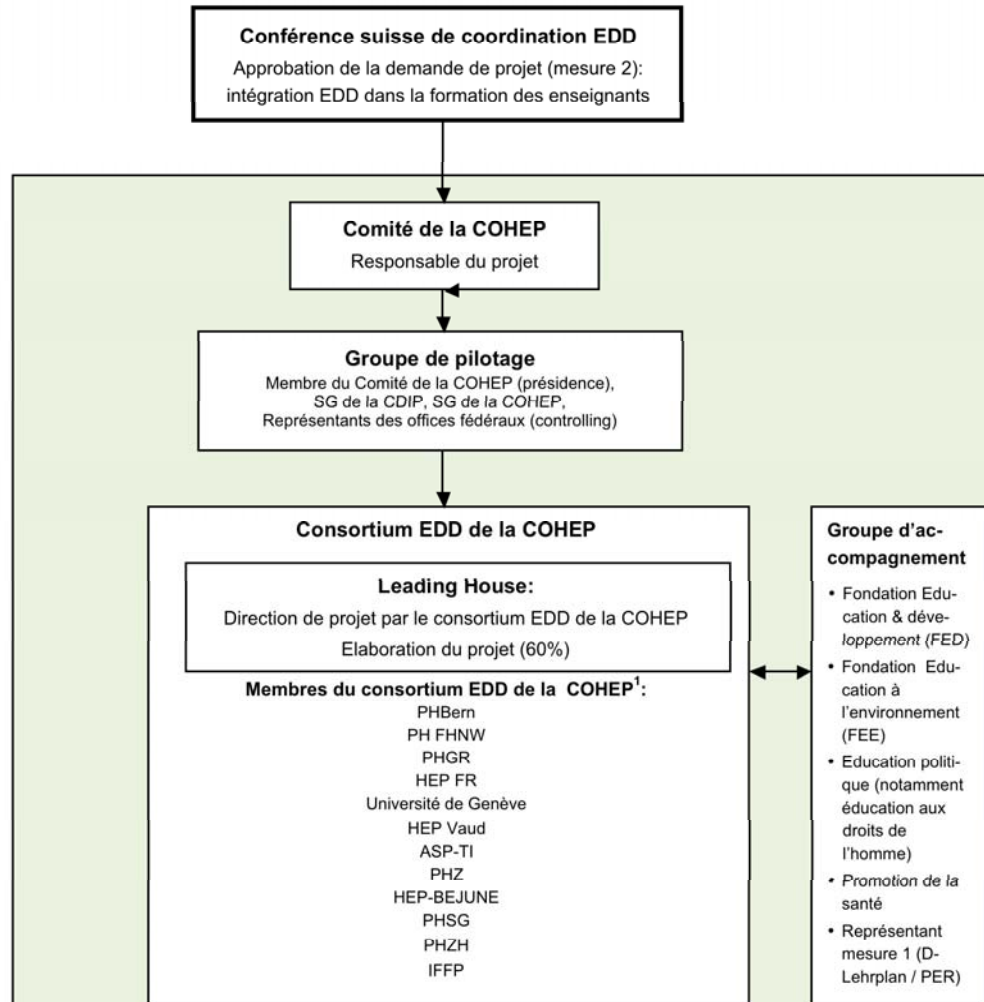 Conférence suisse de coordination EDD
Approbation de la demande de projet (mesure 2):
intégration EDD dans la formation des enseignants
Comité de la COHEP
Responsable du projet
Groupe de pilotage
Membre du Comité de la COHEP (présidence),
SG de la CDIP, SG de la COHEP,
Représentants des offices fédéraux (controlling)
Consortium EDD de la COHEP
Leading House:
Direction de projet par le consortium EDD de la COHEP
Elaboration du projet (60%)
Membres du consortium EDD de la COHEP¹:
PHBern
PH FHNW
PHGR
HEP FR
Université de Genève
HEP Vaud
ASP-TI
PHZ
HEP-BEJUNE
PHSG
PHZH
IFFP
Groupe d'ac-
compagnement
• Fondation Edu-
cation & déve-
loppement (FED)
• Fondation Edu-
cation à
l'environnement
(FEE)
• Education politi-
que (notamment
éducation aux
droits de
l'homme)
• Promotion de la
santé
• Représentant
mesure 1 (D-
Lehrplan / PER)